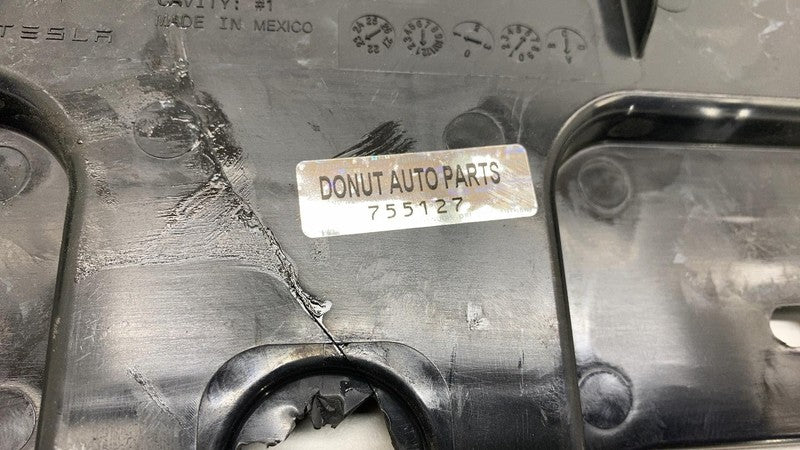 CAVITY: #1
TESLA
MADE IN MEXICO
DONUT AUTO PARTS
755127